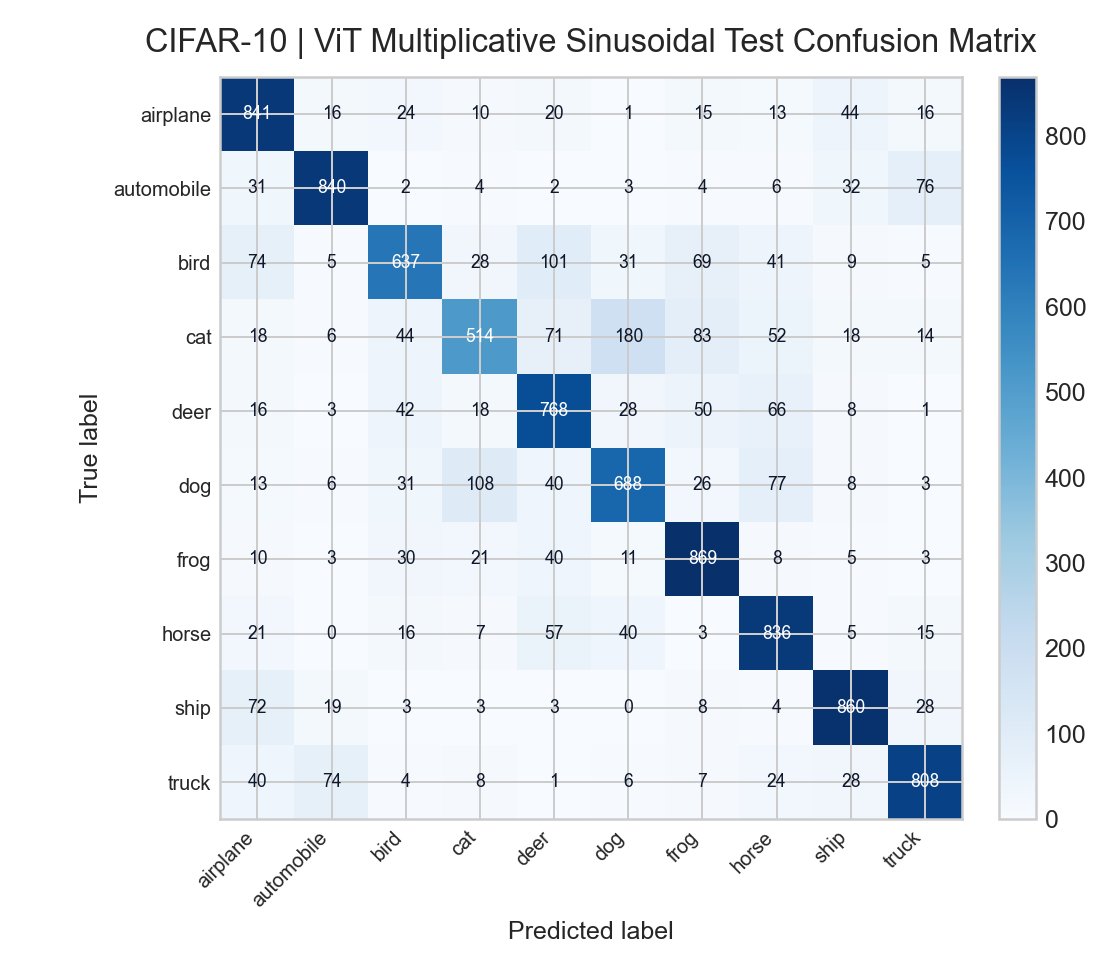 CIFAR-10 | ViT Multiplicative Sinusoidal Test Confusion Matrix
True label
airplane 841 16 24 10 20 1 15 13 44 16
automobile 31 840 2 4 2 3 4 6 32 76
bird 74 5 637 28 101 31 69 41 9 5
cat 18 6 44 514 71 180 83 52 18 14
deer 16 3 42 18 768 28 50 66 8 1
dog 13 6 31 108 40 688 26 77 8 3
frog 10 3 30 21 40 11 869 8 5 3
horse 21 0 16 7 57 40 3 836 5 15
ship 72 19 3 3 3 0 8 4 860 28
truck 40 74 4 8 1 6 7 24 28 808
airplane automobile bird cat deer dog frog horse ship truck
Predicted label
800
700
600
500
400
300
200
100
0